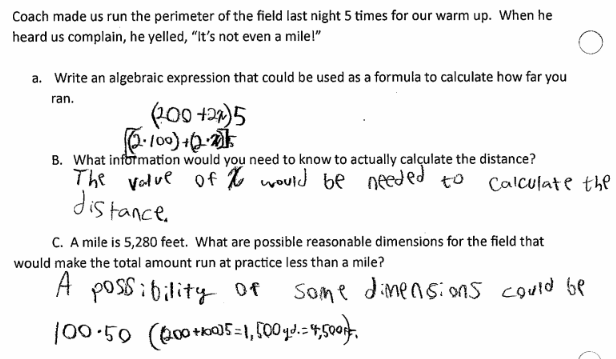 Coach made us run the perimeter of the field last night 5 times for our warm up. When he
heard us complain, he yelled, "It's not even a mile!"
a. Write an algebraic expression that could be used as a formula to calculate how far you
ran.
(200+2x)5
[(2·100)+(2·x)]5
B. What information would you need to know to actually calculate the distance?
The value of x would be needed to calculate the
distance.
C. A mile is 5,280 feet. What are possible reasonable dimensions for the field that
would make the total amount run at practice less than a mile?
A possibility of some dimensions could be
100·50 (200+100)5=1,500yd.=4,500ft.